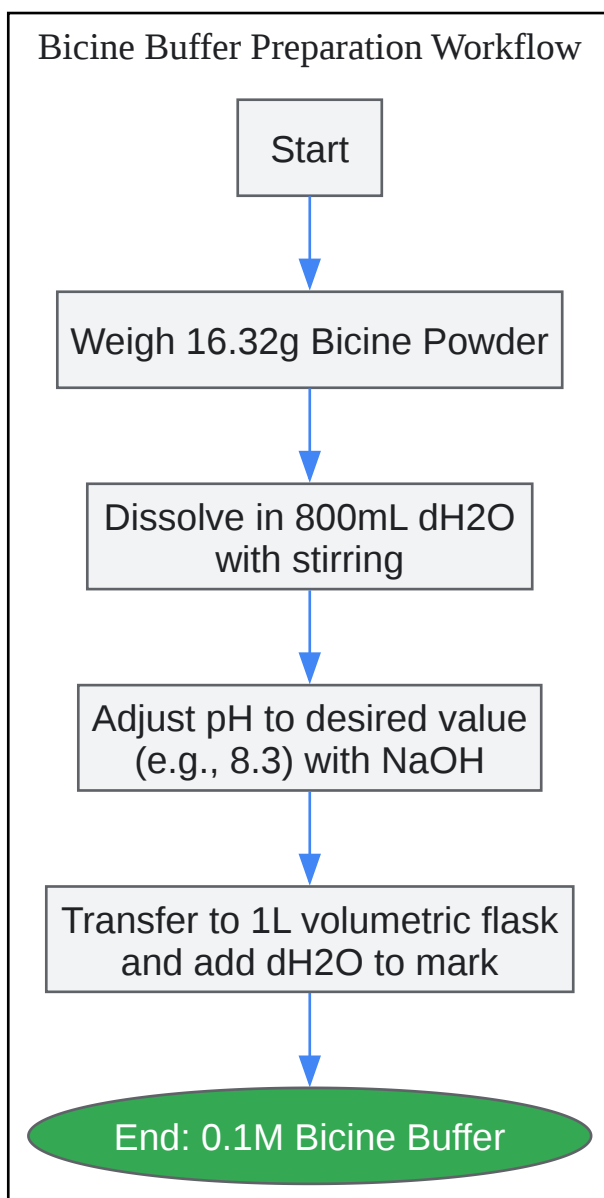 Bicine Buffer Preparation Workflow
Start
Weigh 16.32g Bicine Powder
Dissolve in 800mL dH2O
with stirring
Adjust pH to desired value
(e.g., 8.3) with NaOH
Transfer to 1L volumetric flask
and add dH2O to mark
End: 0.1M Bicine Buffer